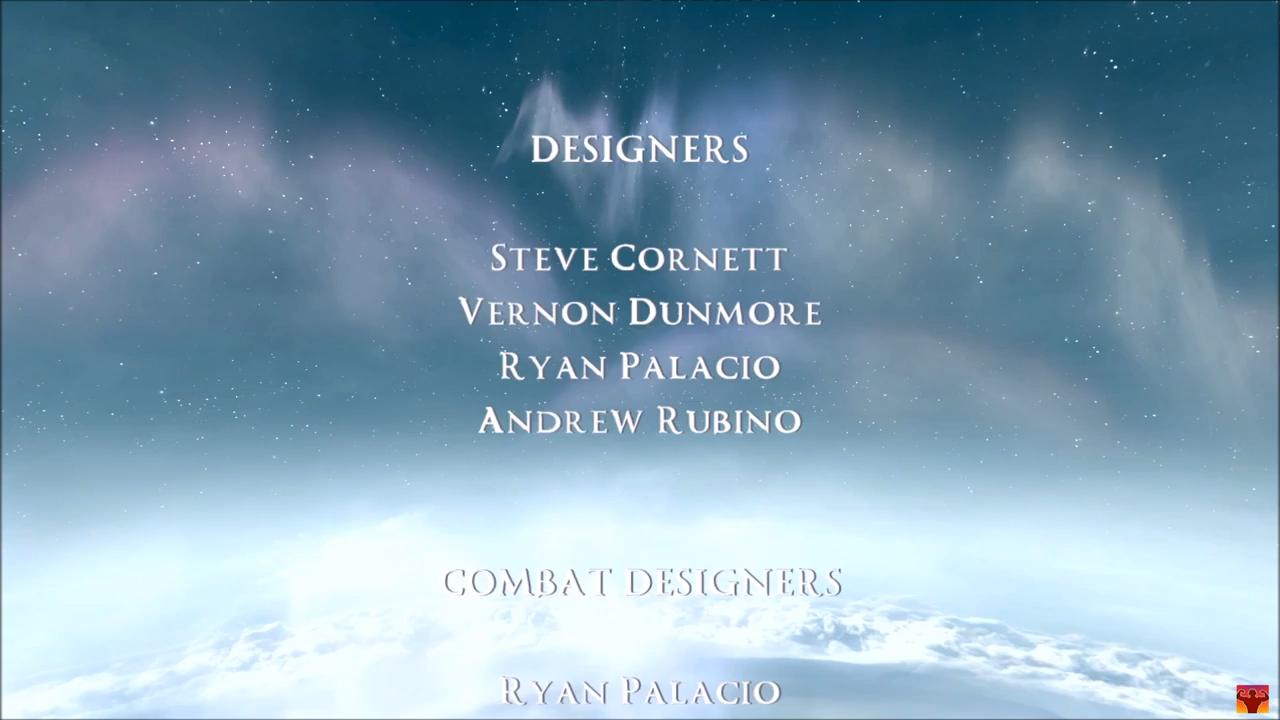 DESIGNERS
STEVE CORNETT
VERNON DUNMORE
RYAN PALACIO
ANDREW RUBINO
COMBAT DESIGNERS
RYAN PALACIO